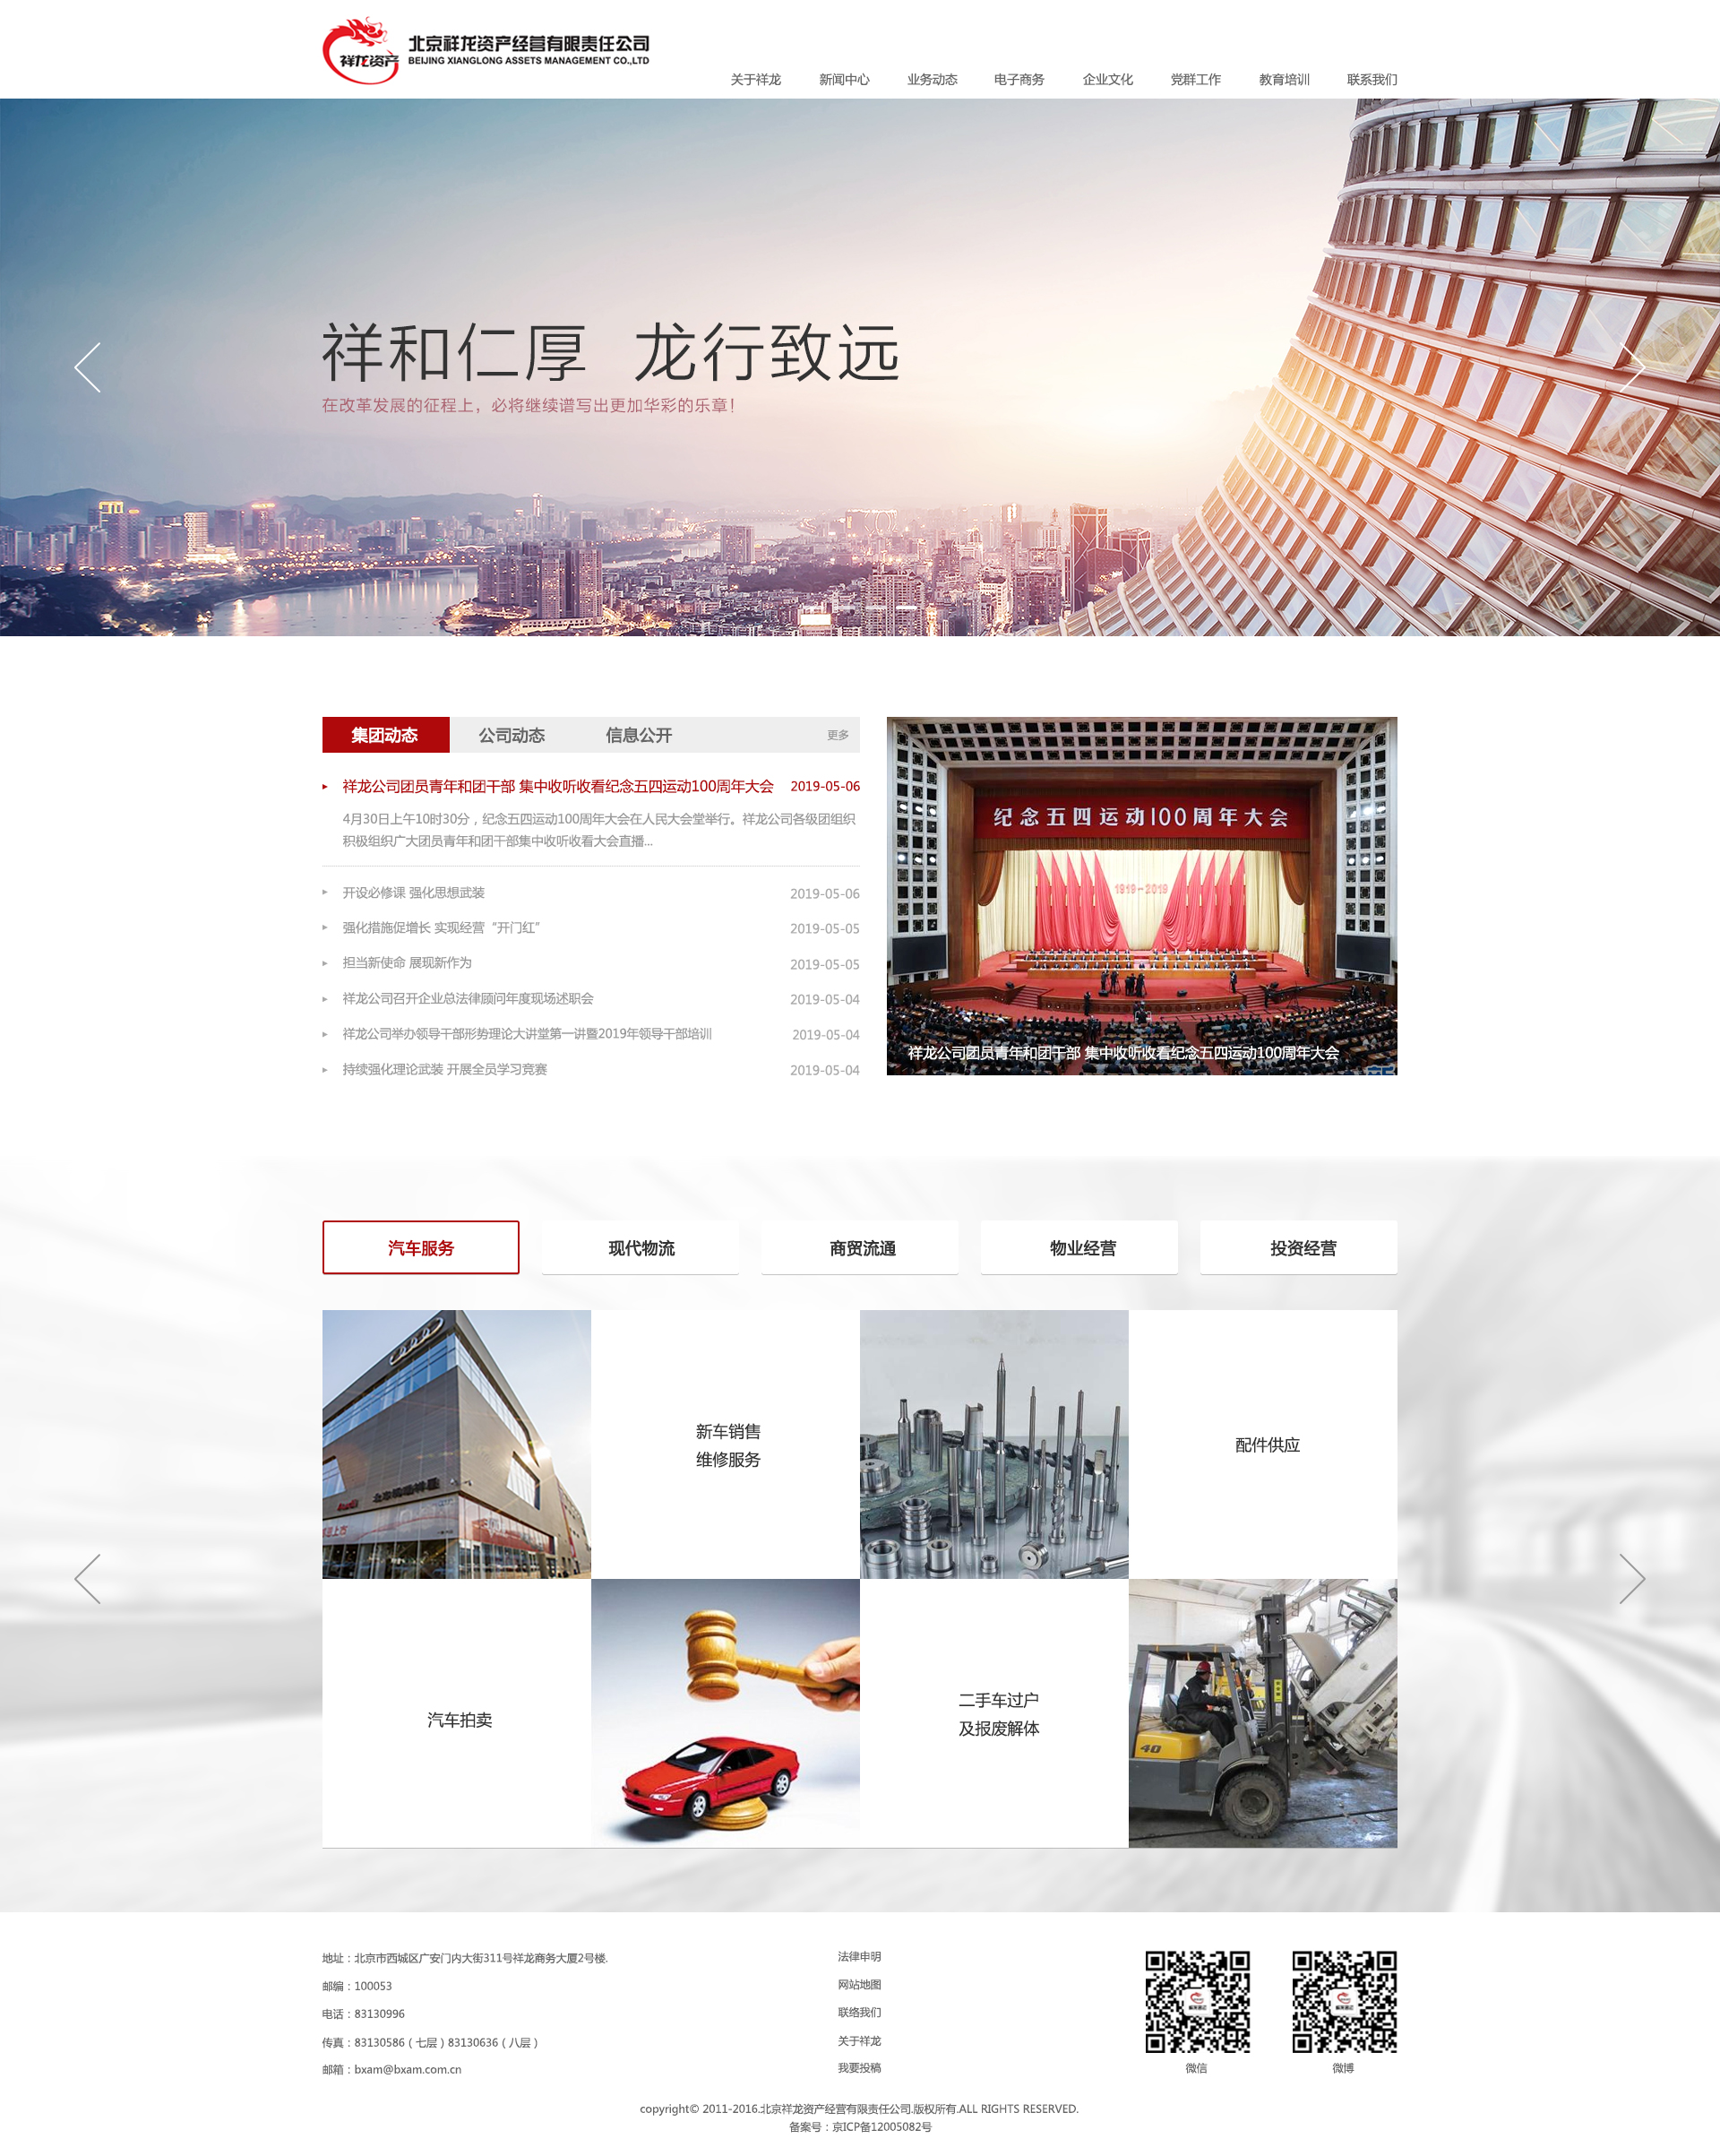 祥龙资产
北京祥龙资产经营有限责任公司
BEIJING XIANGLONG ASSETS MANAGEMENT CO.,LTD
关于祥龙 新闻中心 业务动态 电子商务 企业文化 党群工作 教育培训 联系我们
祥和仁厚 龙行致远
在改革发展的征程上，必将继续谱写出更加华彩的乐章！
集团动态 公司动态 信息公开 更多
祥龙公司团员青年和团干部 集中收听收看纪念五四运动100周年大会 2019-05-06
4月30日上午10时30分，纪念五四运动100周年大会在人民大会堂举行。祥龙公司各级团组织
积极组织广大团员青年和团干部集中收听收看大会直播...
开设必修课 强化思想武装 2019-05-06
强化措施促增长 实现经营“开门红” 2019-05-05
担当新使命 展现新作为 2019-05-05
祥龙公司召开企业总法律顾问年度现场述职会 2019-05-04
祥龙公司举办领导干部形势理论大讲堂第一讲暨2019年领导干部培训 2019-05-04
持续强化理论武装 开展全员学习竞赛 2019-05-04
纪念五四运动100周年大会
1919-2019
祥龙公司团员青年和团干部 集中收听收看纪念五四运动100周年大会
汽车服务 现代物流 商贸流通 物业经营 投资经营
新车销售
维修服务
配件供应
汽车拍卖
二手车过户
及报废解体
40
地址：北京市西城区广安门内大街311号祥龙商务大厦2号楼.
邮编：100053
电话：83130996
传真：83130586（七层）83130636（八层）
邮箱：bxam@bxam.com.cn
法律申明
网站地图
联络我们
关于祥龙
我要投稿
微信 微博
copyright© 2011-2016.北京祥龙资产经营有限责任公司.版权所有.ALL RIGHTS RESERVED.
备案号：京ICP备12005082号